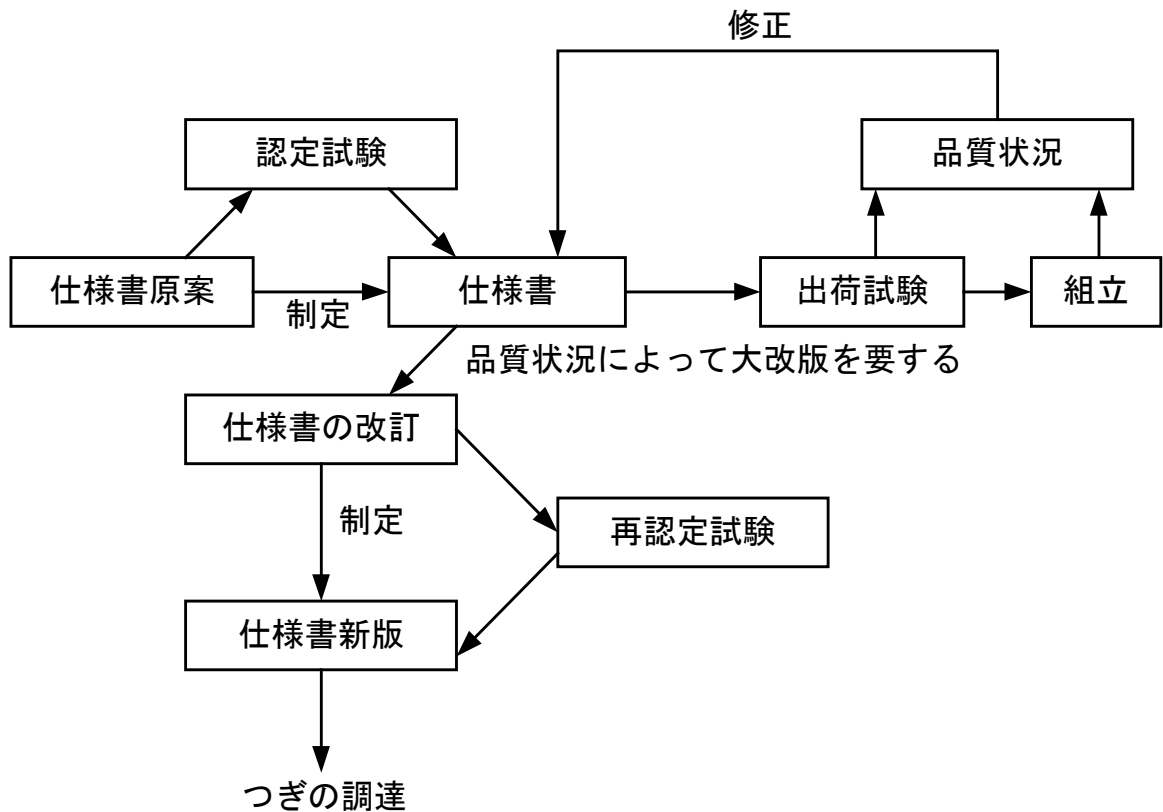 修正
認定試験
品質状況
仕様書原案
制定
仕様書
出荷試験
組立
品質状況によって大改版を要する
仕様書の改訂
制定
再認定試験
仕様書新版
つぎの調達